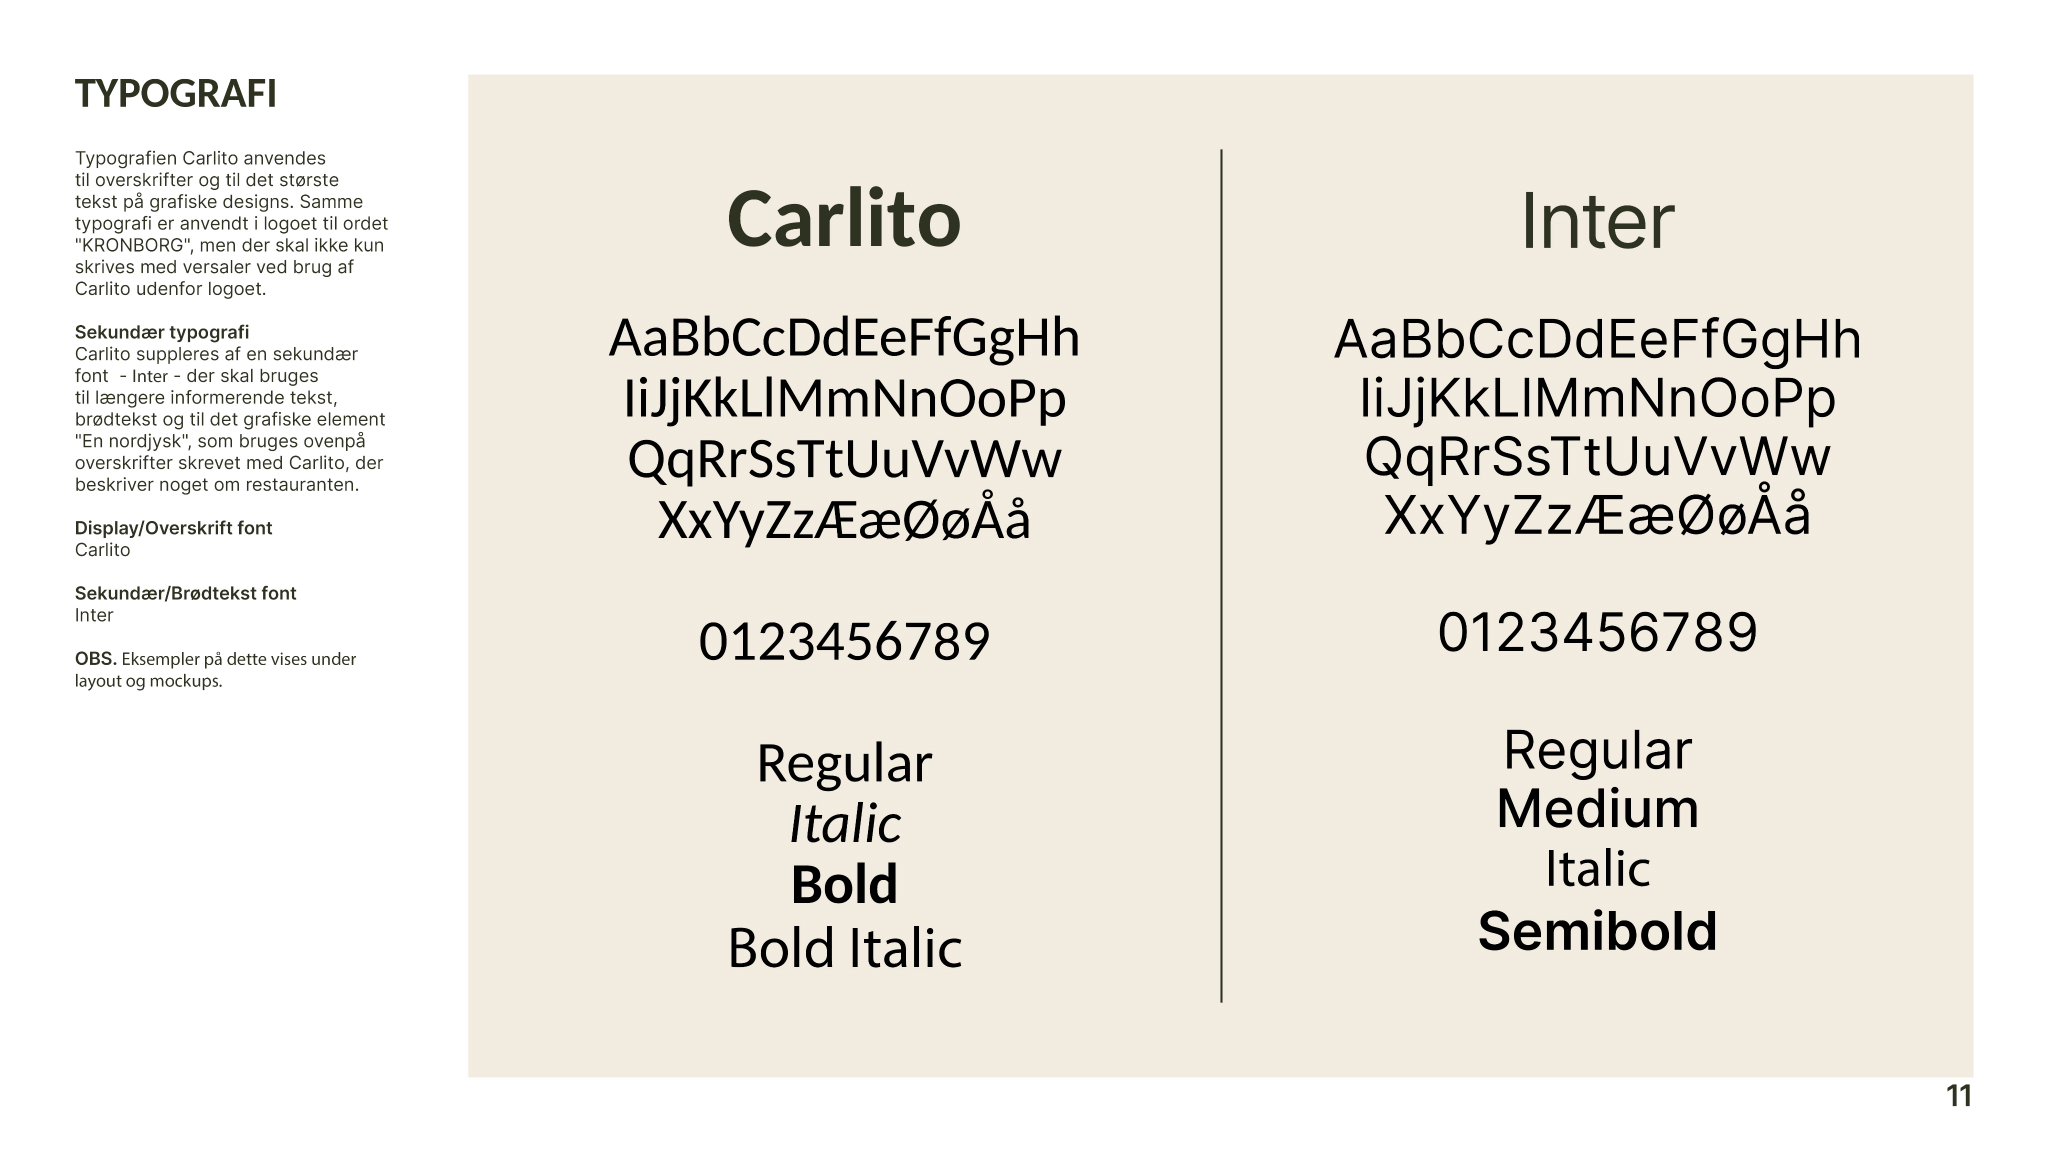 TYPOGRAFI
Typografien Carlito anvendes
til overskrifter og til det største
tekst på grafiske designs. Samme
typografi er anvendt i logoet til ordet
"KRONBORG", men der skal ikke kun
skrives med versaler ved brug af
Carlito udenfor logoet.
Sekundær typografi
Carlito suppleres af en sekundær
font  - Inter - der skal bruges
til længere informerende tekst,
brødtekst og til det grafiske element
"En nordjysk", som bruges ovenpå
overskrifter skrevet med Carlito, der
beskriver noget om restauranten.
Display/Overskrift font
Carlito
Sekundær/Brødtekst font
Inter
OBS. Eksempler på dette vises under
layout og mockups.
Carlito
AaBbCcDdEeFfGgHh
IiJjKkLlMmNnOoPp
QqRrSsTtUuVvWw
XxYyZzÆæØøÅå
0123456789
Regular
Italic
Bold
Bold Italic
Inter
AaBbCcDdEeFfGgHh
IiJjKkLlMmNnOoPp
QqRrSsTtUuVvWw
XxYyZzÆæØøÅå
0123456789
Regular
Medium
Italic
Semibold
11